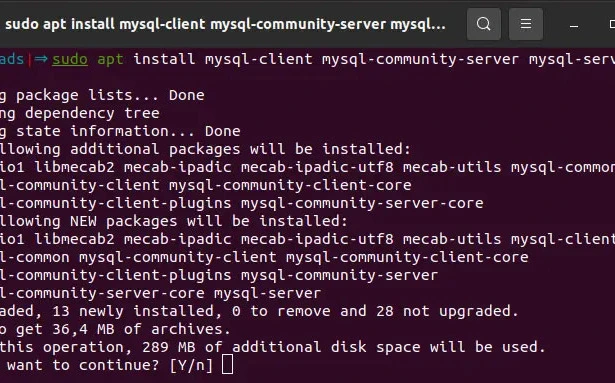 sudo apt install mysql-client mysql-community-server mysql...
ads|⇒ sudo apt install mysql-client mysql-community-server mysql-serv
g package lists... Done
ng dependency tree
g state information... Done
llowing additional packages will be installed:
io1 libmecab2 mecab-ipadic mecab-ipadic-utf8 mecab-utils mysql-common
l-community-client mysql-community-client-core
l-community-client-plugins mysql-community-server-core
llowing NEW packages will be installed:
io1 libmecab2 mecab-ipadic mecab-ipadic-utf8 mecab-utils mysql-client
l-common mysql-community-client mysql-community-client-core
l-community-client-plugins mysql-community-server
l-community-server-core mysql-server
aded, 13 newly installed, 0 to remove and 28 not upgraded.
o get 36,4 MB of archives.
this operation, 289 MB of additional disk space will be used.
want to continue? [Y/n]